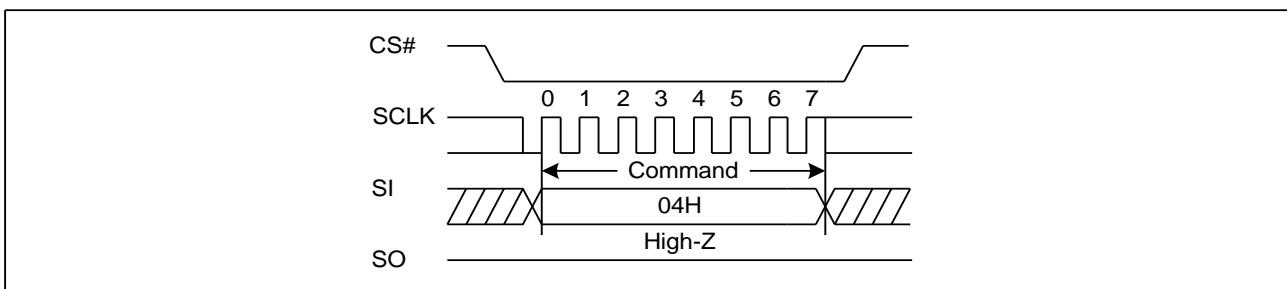 CS#
0 1 2 3 4 5 6 7
SCLK
Command
SI
04H
High-Z
SO